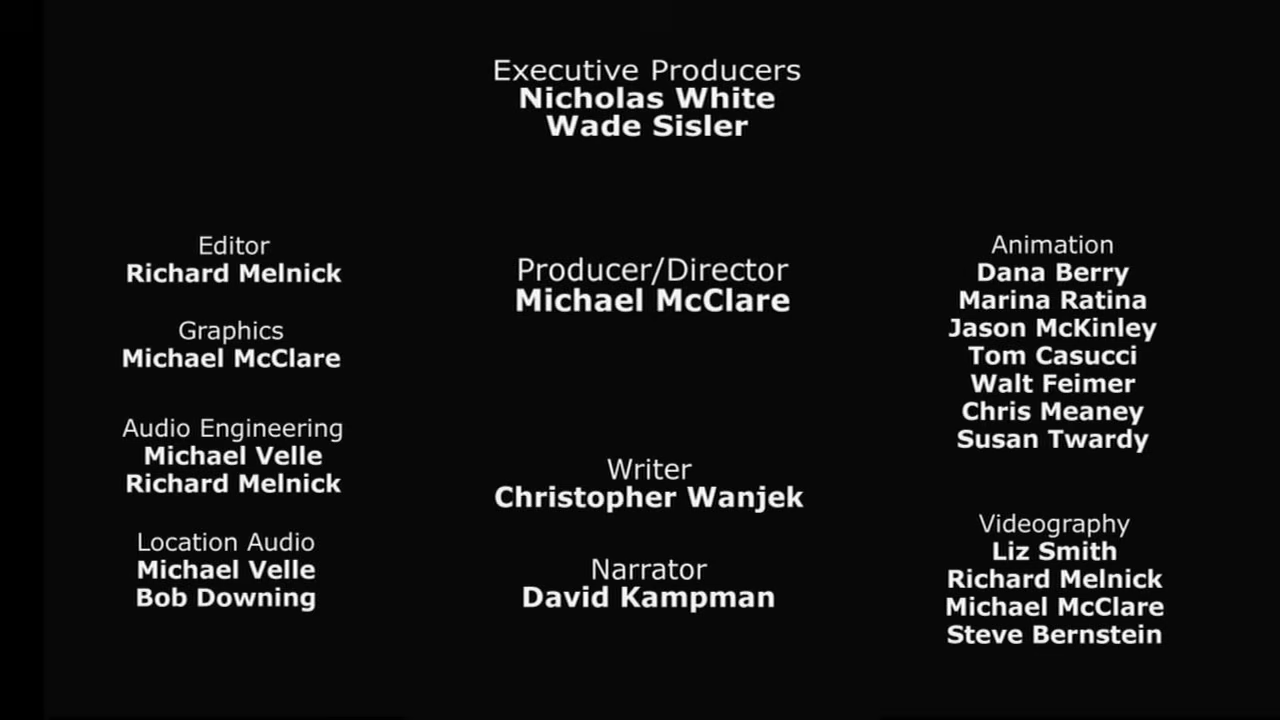 Executive Producers
Nicholas White
Wade Sisler
Editor
Richard Melnick
Graphics
Michael McClare
Audio Engineering
Michael Velle
Richard Melnick
Location Audio
Michael Velle
Bob Downing
Producer/Director
Michael McClare
Writer
Christopher Wanjek
Narrator
David Kampman
Animation
Dana Berry
Marina Ratina
Jason McKinley
Tom Casucci
Walt Feimer
Chris Meaney
Susan Twardy
Videography
Liz Smith
Richard Melnick
Michael McClare
Steve Bernstein